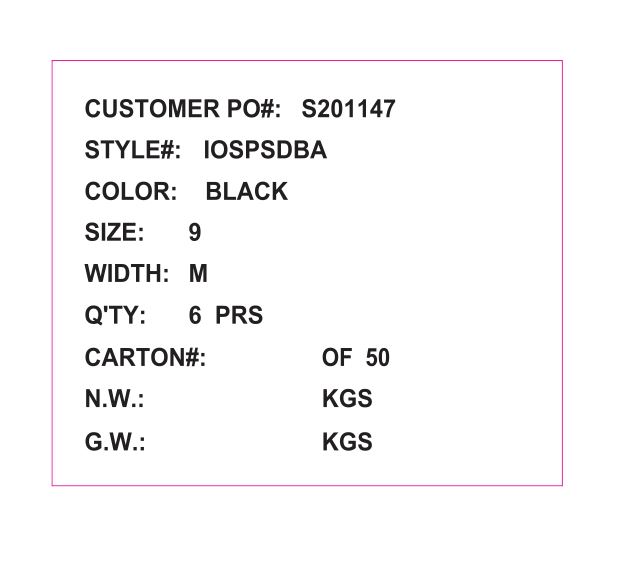 CUSTOMER PO#: S201147
STYLE#: IOSPSDBA
COLOR: BLACK
SIZE: 9
WIDTH: M
Q'TY: 6 PRS
CARTON#: OF 50
N.W.: KGS
G.W.: KGS